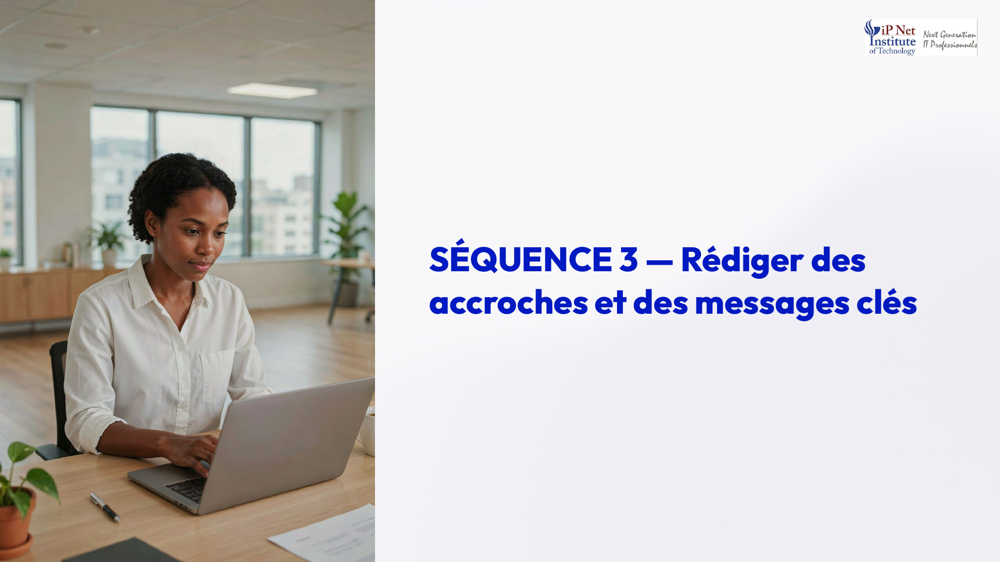 iP Net
Institute
of Technology
Next Generation
IT Professionnels
SÉQUENCE 3 — Rédiger des
accroches et des messages clés